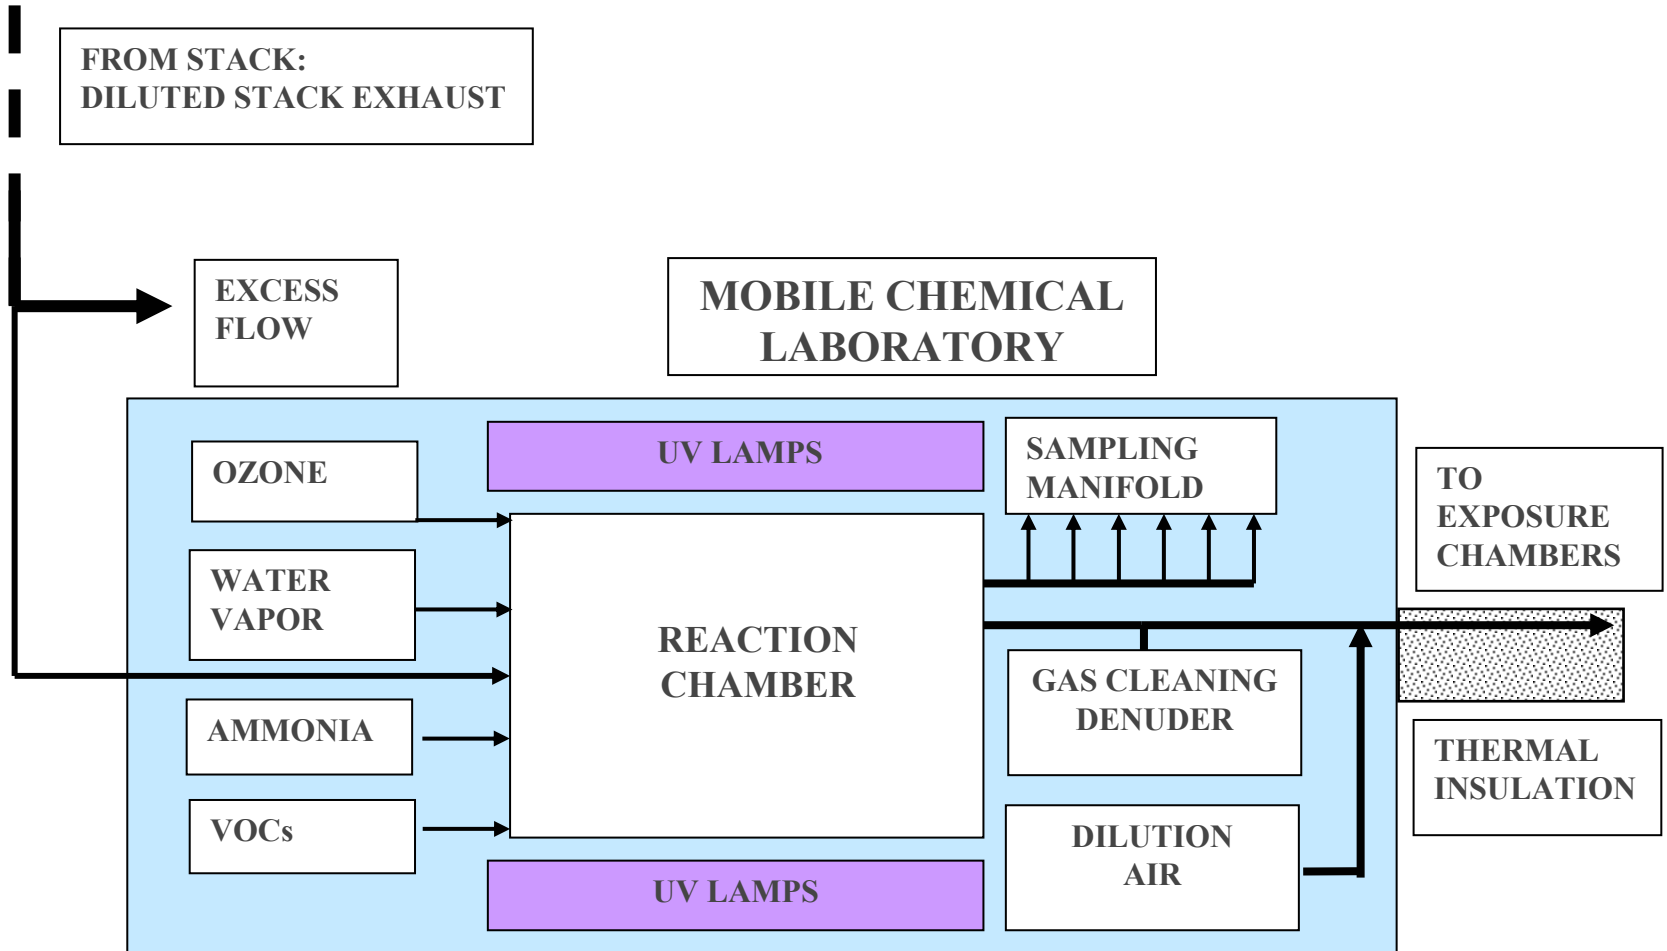 FROM STACK:
DILUTED STACK EXHAUST
EXCESS
FLOW
MOBILE CHEMICAL
LABORATORY
OZONE
UV LAMPS
SAMPLING
MANIFOLD
TO
EXPOSURE
CHAMBERS
WATER
VAPOR
REACTION
CHAMBER
GAS CLEANING
DENUDER
AMMONIA
THERMAL
INSULATION
VOCs
DILUTION
AIR
UV LAMPS